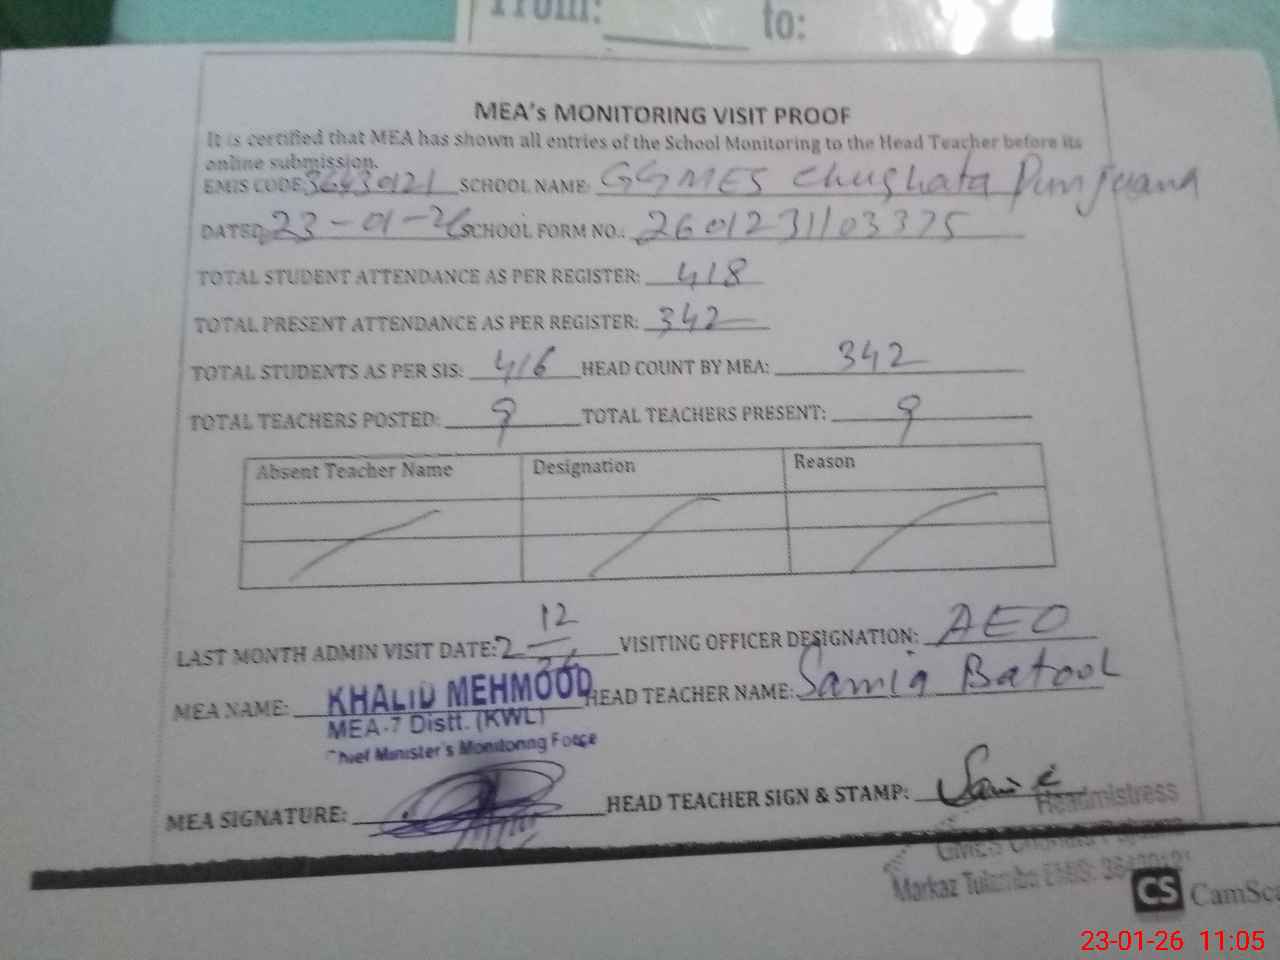 From: to:
MEA's MONITORING VISIT PROOF
It is certified that MEA has shown all entries of the School Monitoring to the Head Teacher before its
online submission.
EMIS CODE: 36430121 SCHOOL NAME: GGMES Chughata Punjuana
DATED: 23-01-26 SCHOOL FORM NO.: 2601231103375
TOTAL STUDENT ATTENDANCE AS PER REGISTER: 418
TOTAL PRESENT ATTENDANCE AS PER REGISTER: 342
TOTAL STUDENTS AS PER SIS: 416 HEAD COUNT BY MEA: 342
TOTAL TEACHERS POSTED: 9 TOTAL TEACHERS PRESENT: 9
Absent Teacher Name Designation Reason
LAST MONTH ADMIN VISIT DATE: 2 12 VISITING OFFICER DESIGNATION: AEO
MEA NAME: KHALID MEHMOOD HEAD TEACHER NAME: Samia Batool
MEA-7 Distt. (KWL)
Chief Minister's Monitoring Force
MEA SIGNATURE: HEAD TEACHER SIGN & STAMP:
Headmistress
Markaz Tulamba EMIS:
CS CamSca
23-01-26 11:05